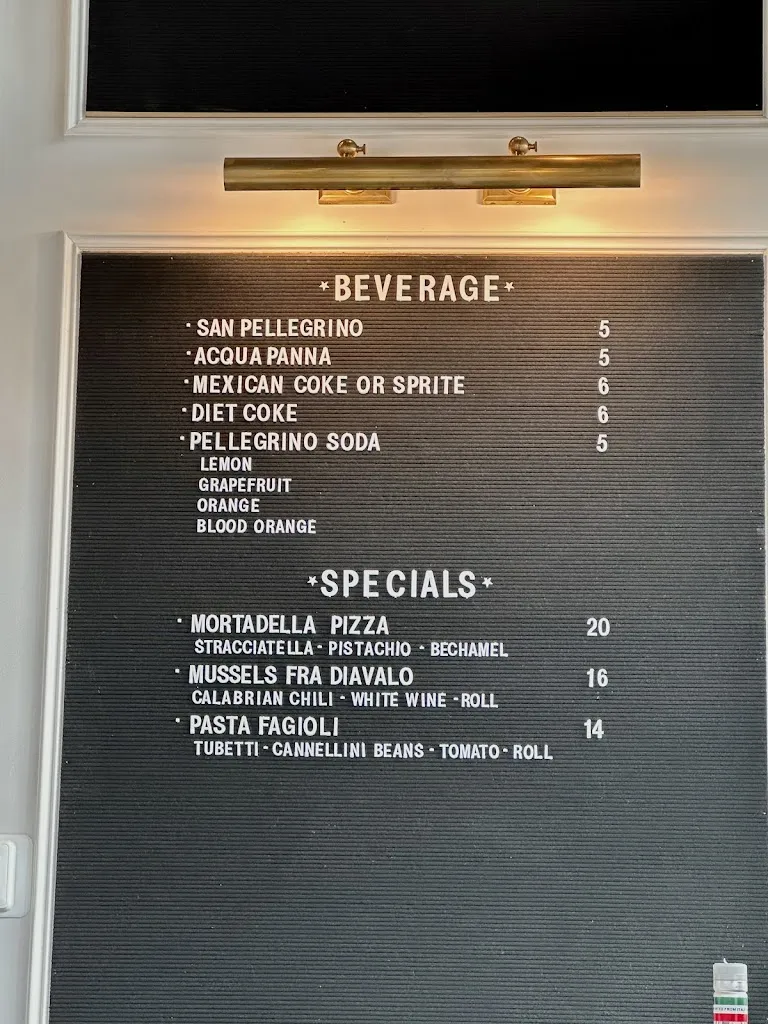 *BEVERAGE*
· SAN PELLEGRINO 5
· ACQUA PANNA 5
· MEXICAN COKE OR SPRITE 6
· DIET COKE 6
· PELLEGRINO SODA 5
LEMON
GRAPEFRUIT
ORANGE
BLOOD ORANGE
*SPECIALS*
· MORTADELLA PIZZA 20
STRACCIATELLA - PISTACHIO - BECHAMEL
· MUSSELS FRA DIAVALO 16
CALABRIAN CHILI - WHITE WINE - ROLL
· PASTA FAGIOLI 14
TUBETTI - CANNELLINI BEANS - TOMATO - ROLL